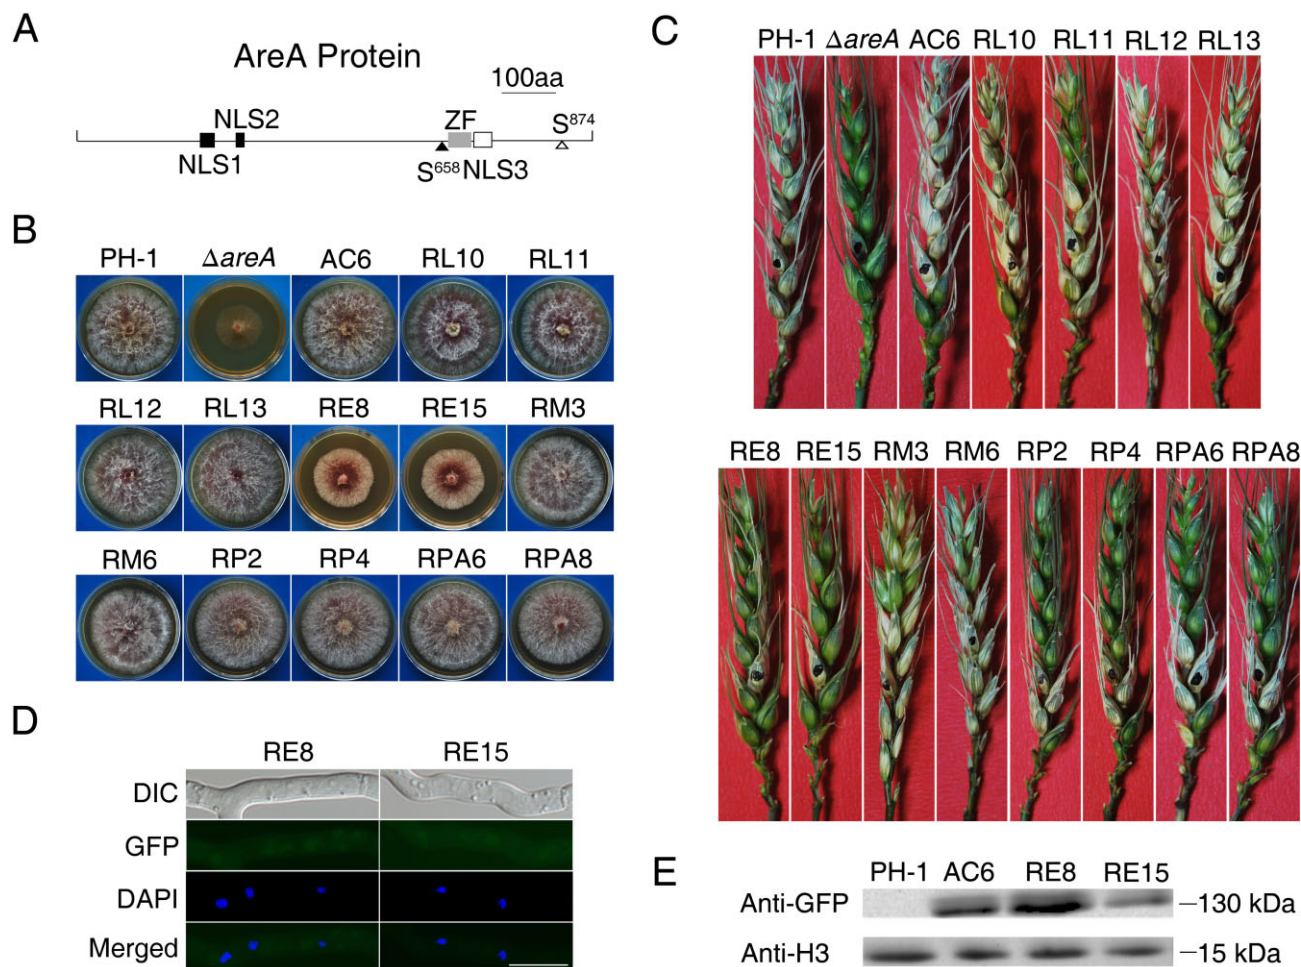 A
AreA Protein
100aa
NLS2
ZF
S874
NLS1
S658 NLS3
B
PH-1 ΔareA AC6 RL10 RL11
RL12 RL13 RE8 RE15 RM3
RM6 RP2 RP4 RPA6 RPA8
C
PH-1 ΔareA AC6 RL10 RL11 RL12 RL13
RE8 RE15 RM3 RM6 RP2 RP4 RPA6 RPA8
D
RE8 RE15
DIC
GFP
DAPI
Merged
E
PH-1 AC6 RE8 RE15
Anti-GFP 130 kDa
Anti-H3 15 kDa